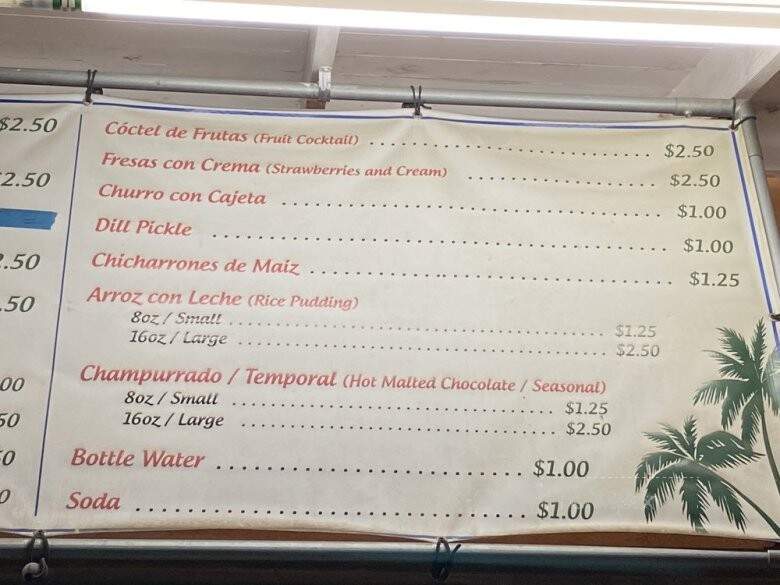 $2.50
2.50
.50
.50
00
50
0
0
Cóctel de Frutas (Fruit Cocktail) $2.50
Fresas con Crema (Strawberries and Cream) $2.50
Churro con Cajeta $1.00
Dill Pickle $1.00
Chicharrones de Maiz $1.25
Arroz con Leche (Rice Pudding)
8oz / Small $1.25
16oz / Large $2.50
Champurrado / Temporal (Hot Malted Chocolate / Seasonal)
8oz / Small $1.25
16oz / Large $2.50
Bottle Water $1.00
Soda $1.00